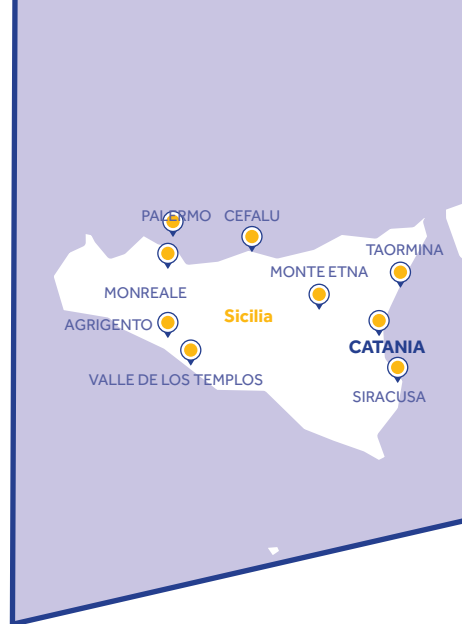 PALERMO
CEFALU
TAORMINA
MONTE ETNA
MONREALE
Sicilia
AGRIGENTO
CATANIA
VALLE DE LOS TEMPLOS
SIRACUSA